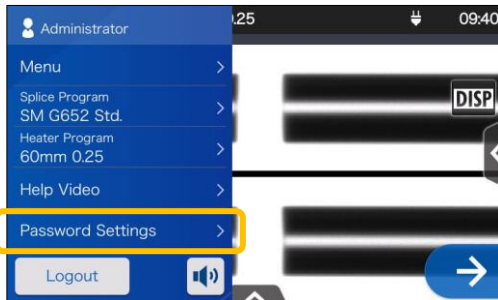 Administrator
.25
09:40
Menu
Splice Program
SM G652 Std.
DISP
Heater Program
60mm 0.25
Help Video
Password Settings
Logout